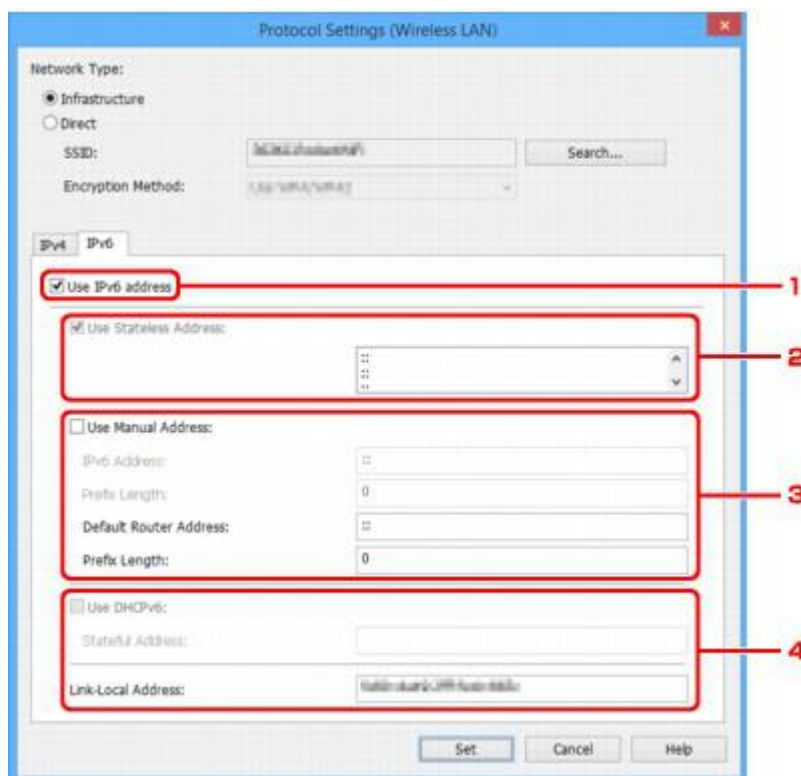 Protocol Settings (Wireless LAN)
Network Type:
Infrastructure
Direct
SSID:
Search...
Encryption Method:
IPv4 IPv6
Use IPv6 address
1
Use Stateless Address:
::
::
::
2
Use Manual Address:
IPv6 Address: ::
Prefix Length: 0
3
Default Router Address: ::
Prefix Length: 0
Use DHCPv6:
Stateful Address:
4
Link-Local Address:
Set Cancel Help